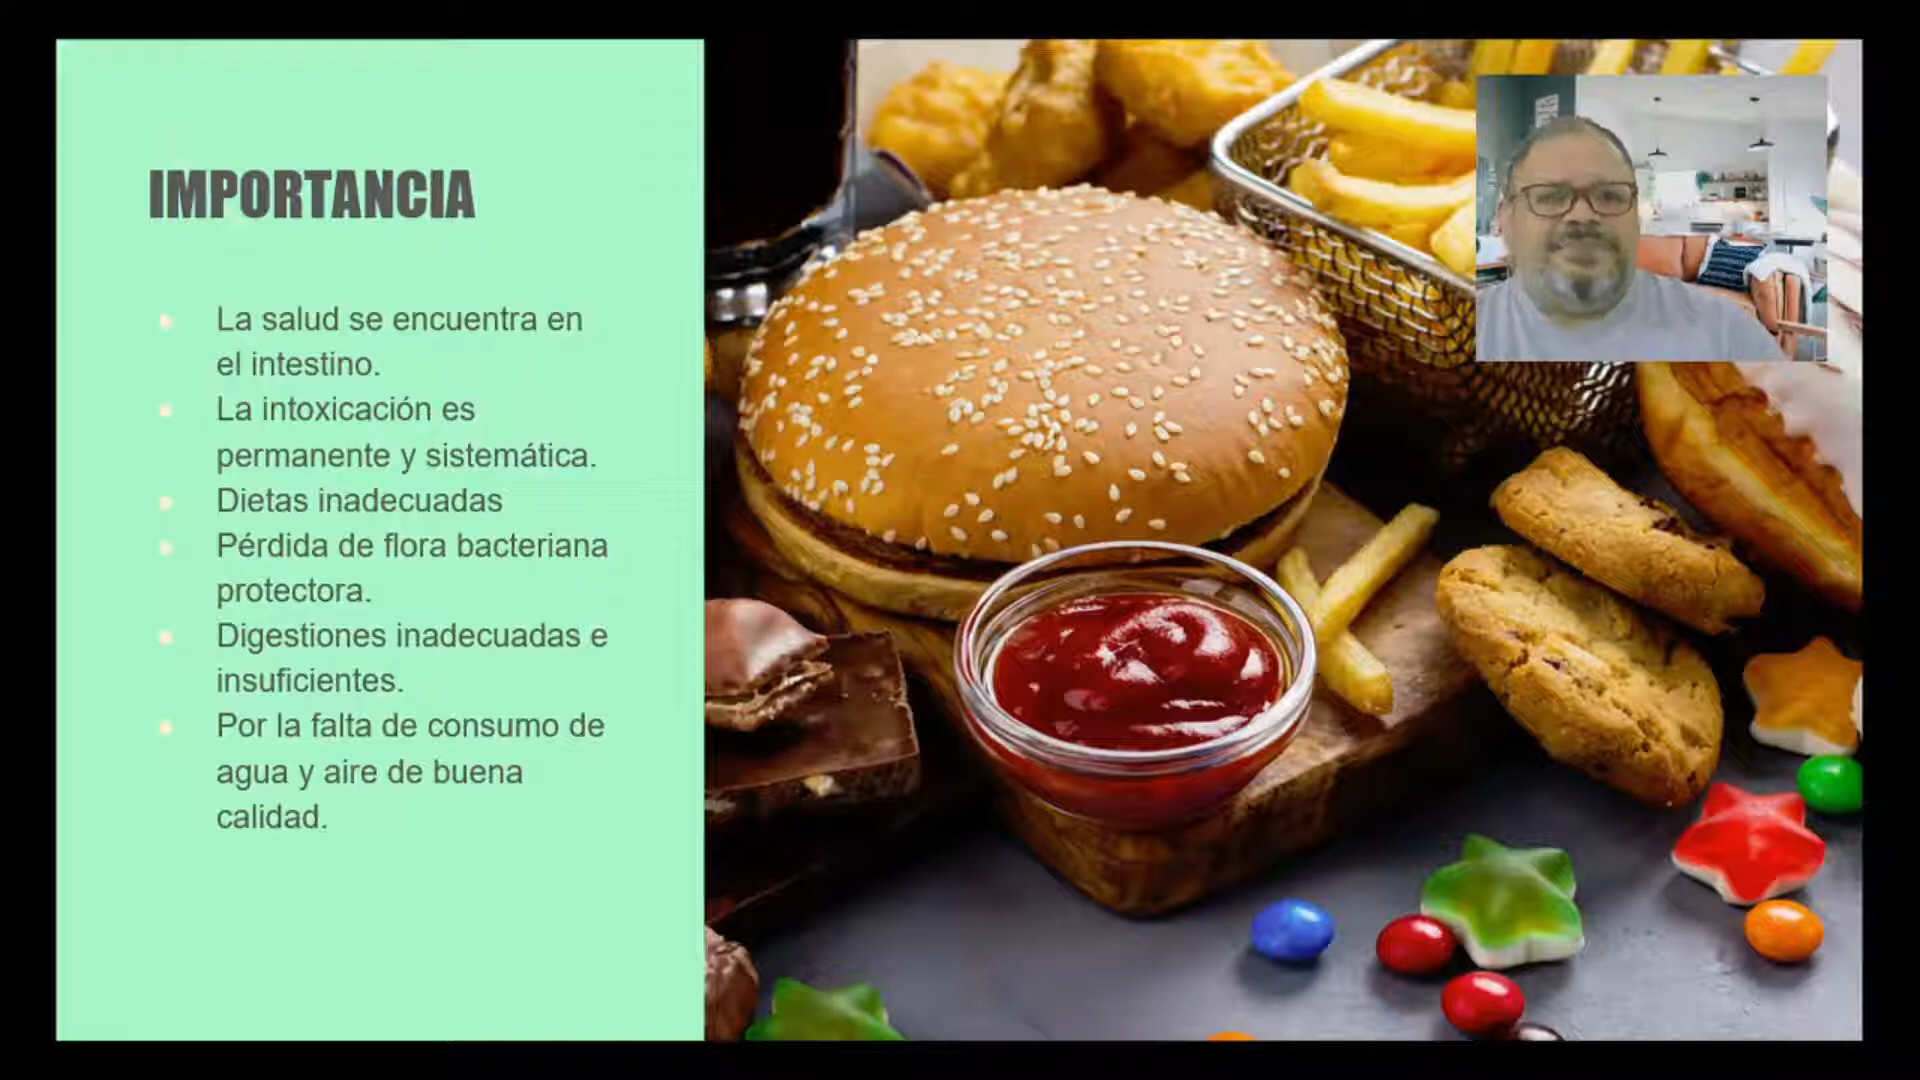 IMPORTANCIA
La salud se encuentra en
el intestino.
La intoxicación es
permanente y sistemática.
Dietas inadecuadas
Pérdida de flora bacteriana
protectora.
Digestiones inadecuadas e
insuficientes.
Por la falta de consumo de
agua y aire de buena
calidad.